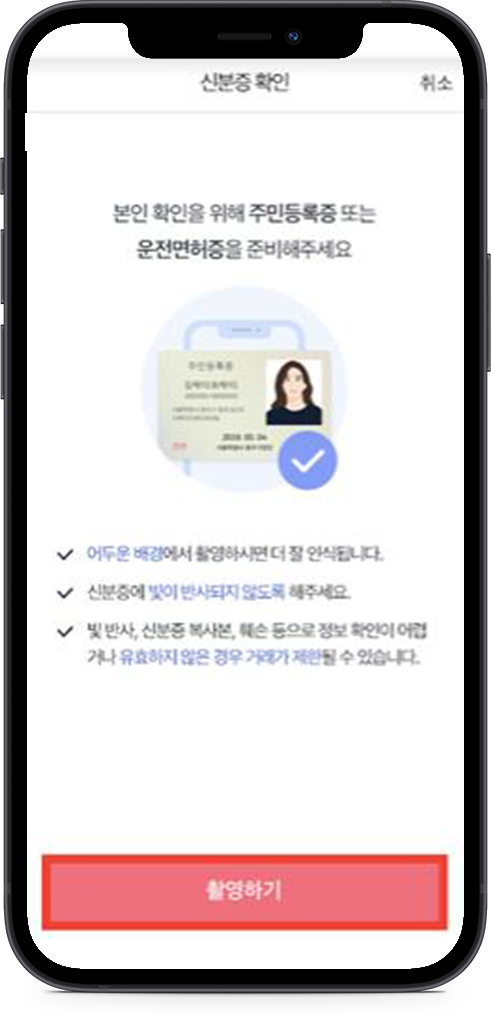 신분증 확인
취소
본인 확인을 위해 주민등록증 또는
운전면허증을 준비해주세요
주민등록증
어두운 배경에서 촬영하시면 더 잘 인식됩니다.
신분증에 빛이 반사되지 않도록 해주세요.
빛 반사, 신분증 복사본, 훼손 등으로 정보 확인이 어렵
거나 유효하지 않은 경우 거래가 제한될 수 있습니다.
촬영하기